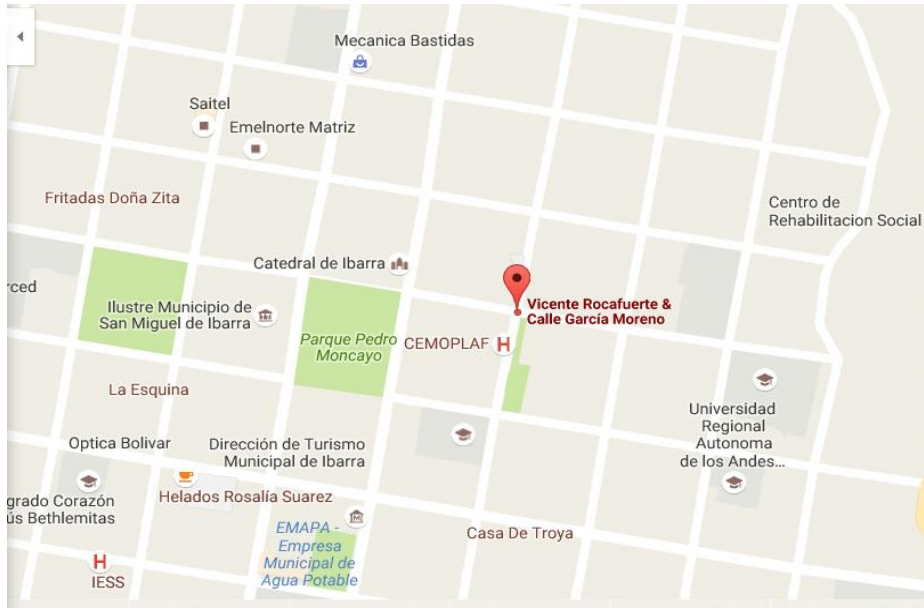 Mecanica Bastidas
Saitel
Emelnorte Matriz
Fritadas Doña Zita
Centro de
Rehabilitacion Social
Catedral de Ibarra
rced
Ilustre Municipio de
San Miguel de Ibarra
Vicente Rocafuerte &
Calle García Moreno
Parque Pedro
Moncayo
CEMOPLAF
H
La Esquina
Universidad
Regional
Autonoma
de los Andes...
Optica Bolivar
Dirección de Turismo
Municipal de Ibarra
grado Corazón
ús Bethlemitas
Helados Rosalía Suarez
EMAPA -
Empresa
Municipal de
Agua Potable
Casa De Troya
H
IESS